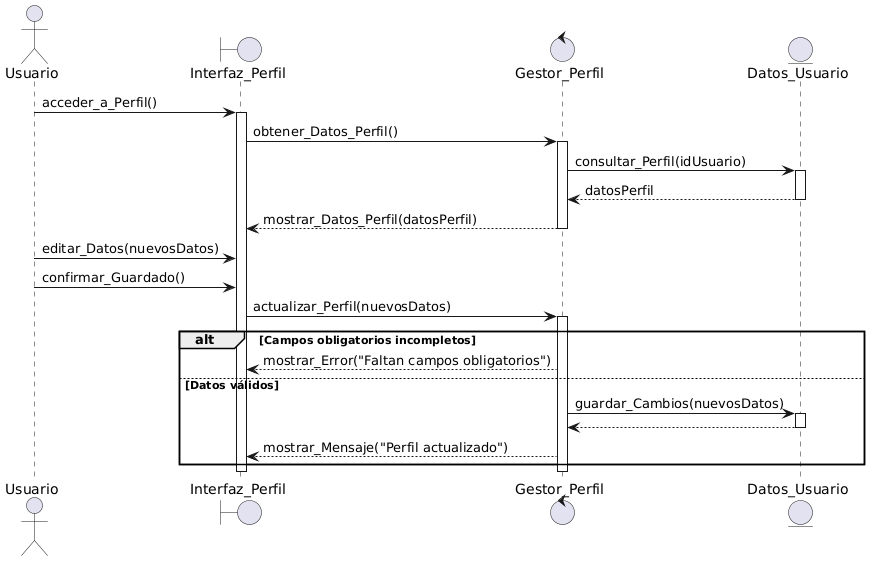 Usuario
Interfaz_Perfil
Gestor_Perfil
Datos_Usuario
acceder_a_Perfil()
obtener_Datos_Perfil()
consultar_Perfil(idUsuario)
datosPerfil
mostrar_Datos_Perfil(datosPerfil)
editar_Datos(nuevosDatos)
confirmar_Guardado()
actualizar_Perfil(nuevosDatos)
alt
[Campos obligatorios incompletos]
mostrar_Error("Faltan campos obligatorios")
[Datos válidos]
guardar_Cambios(nuevosDatos)
mostrar_Mensaje("Perfil actualizado")
Usuario
Interfaz_Perfil
Gestor_Perfil
Datos_Usuario